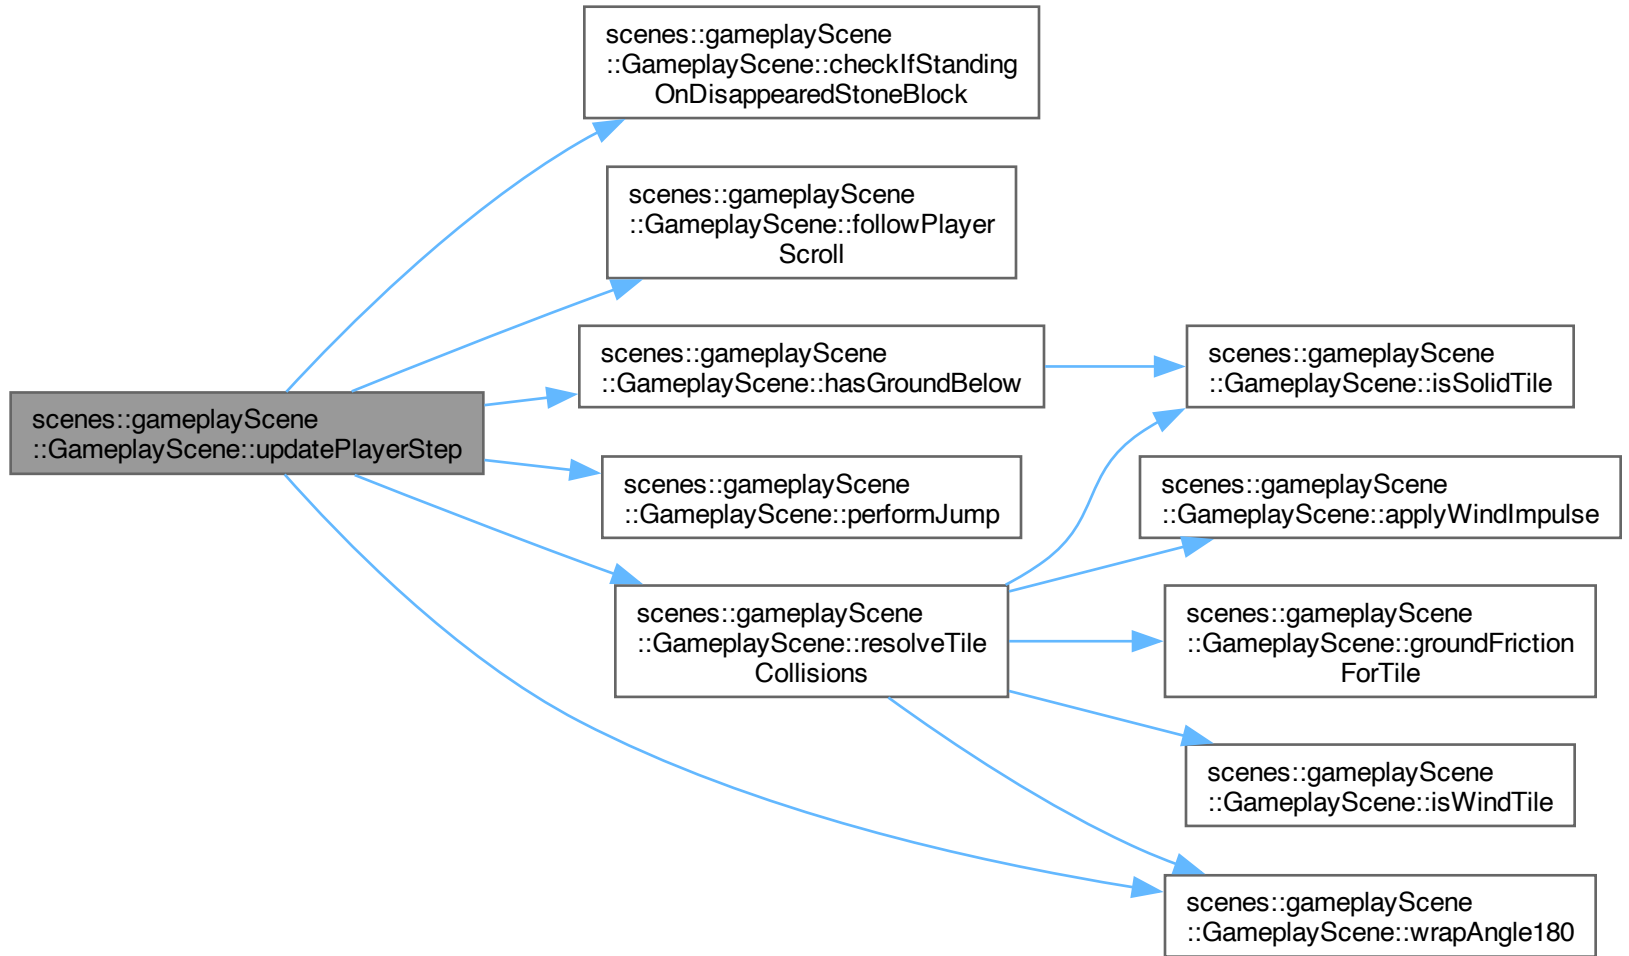 scenes::gameplayScene
::GameplayScene::checkIfStanding
OnDisappearedStoneBlock
scenes::gameplayScene
::GameplayScene::followPlayer
Scroll
scenes::gameplayScene
::GameplayScene::hasGroundBelow
scenes::gameplayScene
::GameplayScene::isSolidTile
scenes::gameplayScene
::GameplayScene::updatePlayerStep
scenes::gameplayScene
::GameplayScene::performJump
scenes::gameplayScene
::GameplayScene::applyWindImpulse
scenes::gameplayScene
::GameplayScene::resolveTile
Collisions
scenes::gameplayScene
::GameplayScene::groundFriction
ForTile
scenes::gameplayScene
::GameplayScene::isWindTile
scenes::gameplayScene
::GameplayScene::wrapAngle180